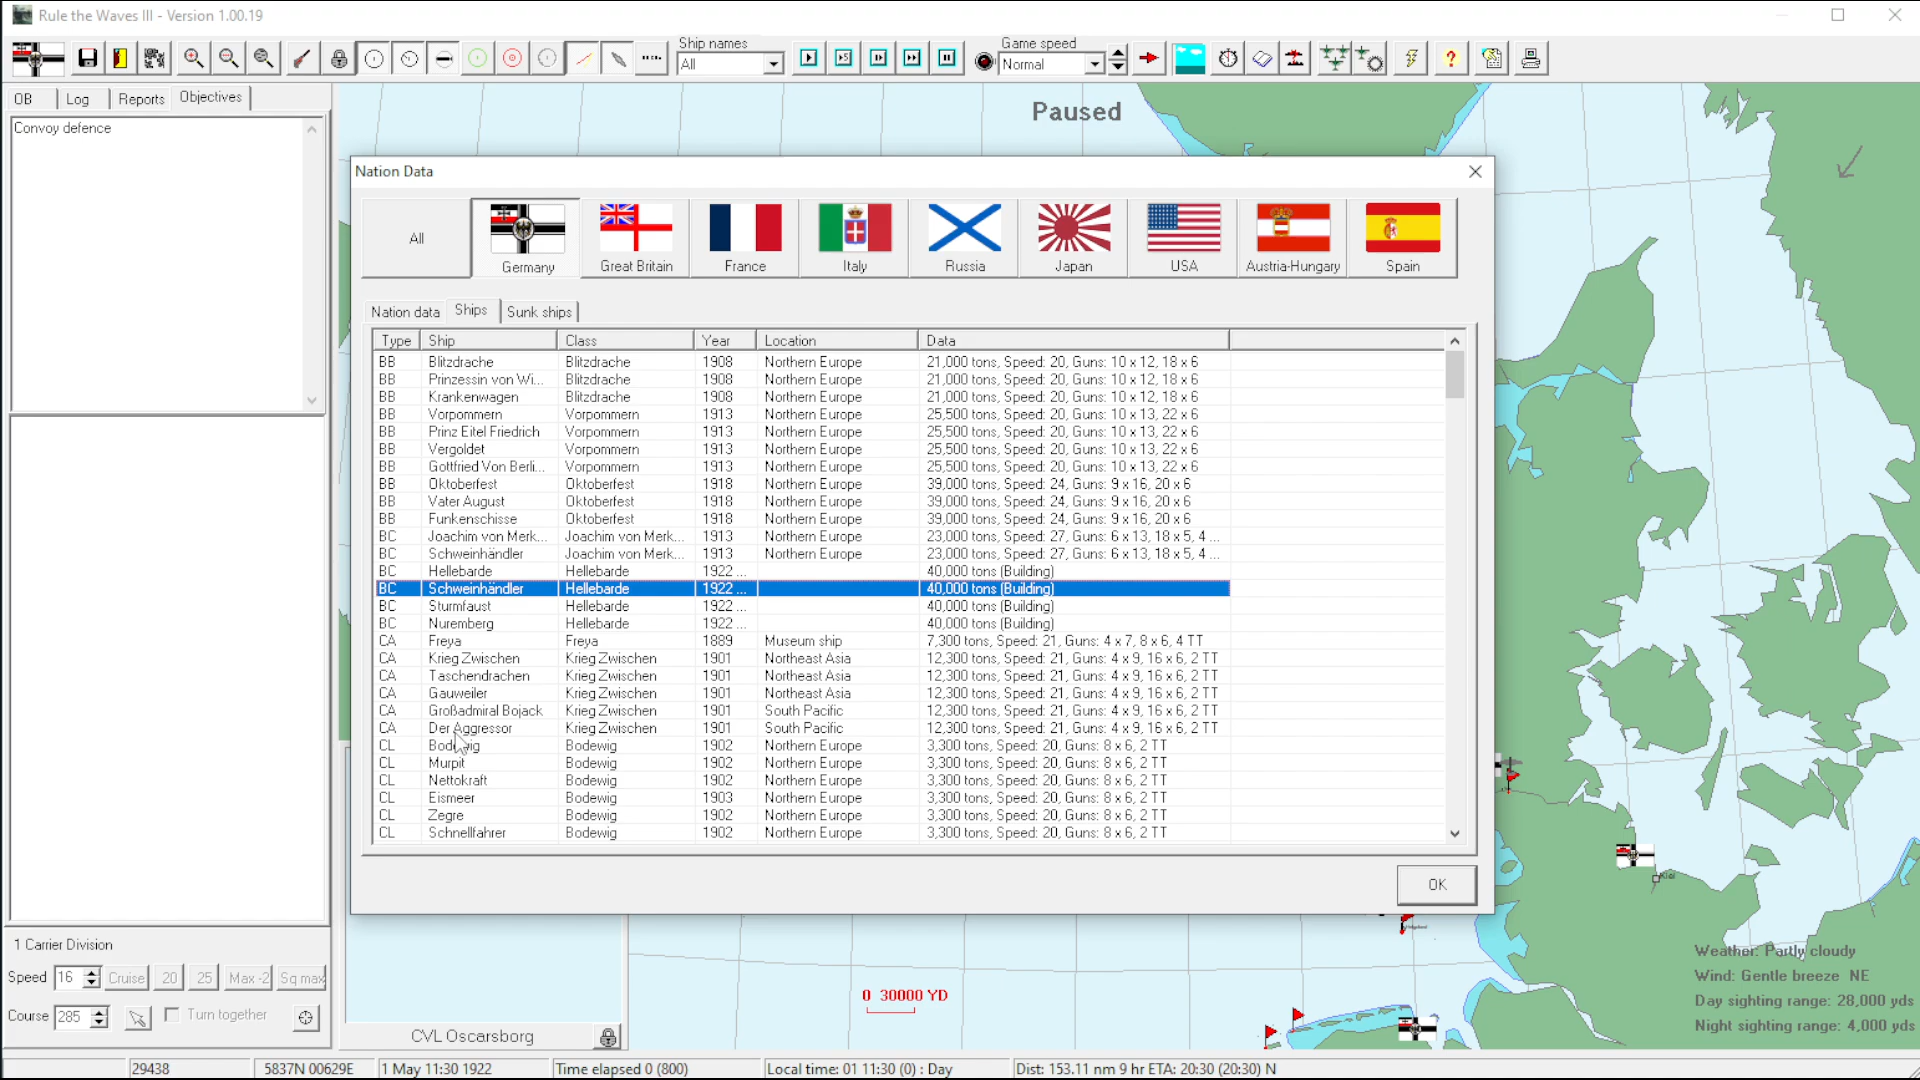 Rule the Waves III - Version 1.00.19
Ship names
All
Game speed
Normal
OB Log Reports Objectives
Convoy defence
Paused
Nation Data
All Germany Great Britain France Italy Russia Japan USA Austria-Hungary Spain
Nation data Ships Sunk ships
Type Ship Class Year Location Data
BB Blitzdrache Blitzdrache 1908 Northern Europe 21,000 tons, Speed: 20, Guns: 10 x 12, 18 x 6
BB Prinzessin von Wi... Blitzdrache 1908 Northern Europe 21,000 tons, Speed: 20, Guns: 10 x 12, 18 x 6
BB Krankenwagen Blitzdrache 1908 Northern Europe 21,000 tons, Speed: 20, Guns: 10 x 12, 18 x 6
BB Vorpommern Vorpommern 1913 Northern Europe 25,500 tons, Speed: 20, Guns: 10 x 13, 22 x 6
BB Prinz Eitel Friedrich Vorpommern 1913 Northern Europe 25,500 tons, Speed: 20, Guns: 10 x 13, 22 x 6
BB Vergoldet Vorpommern 1913 Northern Europe 25,500 tons, Speed: 20, Guns: 10 x 13, 22 x 6
BB Gottfried Von Berli... Vorpommern 1913 Northern Europe 25,500 tons, Speed: 20, Guns: 10 x 13, 22 x 6
BB Oktoberfest Oktoberfest 1918 Northern Europe 39,000 tons, Speed: 24, Guns: 9 x 16, 20 x 6
BB Vater August Oktoberfest 1918 Northern Europe 39,000 tons, Speed: 24, Guns: 9 x 16, 20 x 6
BB Funkenschisse Oktoberfest 1918 Northern Europe 39,000 tons, Speed: 24, Guns: 9 x 16, 20 x 6
BC Joachim von Merk... Joachim von Merk... 1913 Northern Europe 23,000 tons, Speed: 27, Guns: 6 x 13, 18 x 5, 4 ...
BC Schweinhändler Joachim von Merk... 1913 Northern Europe 23,000 tons, Speed: 27, Guns: 6 x 13, 18 x 5, 4 ...
BC Hellebarde Hellebarde 1922 ... 40,000 tons (Building)
BC Schweinhändler Hellebarde 1922 ... 40,000 tons (Building)
BC Sturmfaust Hellebarde 1922 ... 40,000 tons (Building)
BC Nuremberg Hellebarde 1922 ... 40,000 tons (Building)
CA Freya Freya 1889 Museum ship 7,300 tons, Speed: 21, Guns: 4 x 7, 8 x 6, 4 TT
CA Krieg Zwischen Krieg Zwischen 1901 Northeast Asia 12,300 tons, Speed: 21, Guns: 4 x 9, 16 x 6, 2 TT
CA Taschendrachen Krieg Zwischen 1901 Northeast Asia 12,300 tons, Speed: 21, Guns: 4 x 9, 16 x 6, 2 TT
CA Gauweiler Krieg Zwischen 1901 Northeast Asia 12,300 tons, Speed: 21, Guns: 4 x 9, 16 x 6, 2 TT
CA Großadmiral Bojack Krieg Zwischen 1901 South Pacific 12,300 tons, Speed: 21, Guns: 4 x 9, 16 x 6, 2 TT
CA Der Aggressor Krieg Zwischen 1901 South Pacific 12,300 tons, Speed: 21, Guns: 4 x 9, 16 x 6, 2 TT
CL Bodewig Bodewig 1902 Northern Europe 3,300 tons, Speed: 20, Guns: 8 x 6, 2 TT
CL Murpit Bodewig 1902 Northern Europe 3,300 tons, Speed: 20, Guns: 8 x 6, 2 TT
CL Nettokraft Bodewig 1902 Northern Europe 3,300 tons, Speed: 20, Guns: 8 x 6, 2 TT
CL Eismeer Bodewig 1903 Northern Europe 3,300 tons, Speed: 20, Guns: 8 x 6, 2 TT
CL Zegre Bodewig 1902 Northern Europe 3,300 tons, Speed: 20, Guns: 8 x 6, 2 TT
CL Schnellfahrer Bodewig 1902 Northern Europe 3,300 tons, Speed: 20, Guns: 8 x 6, 2 TT
OK
Kiel
1 Carrier Division
Speed 16 Cruise 20 25 Max -2 Sq max
Course 285 Turn together
CVL Oscarsborg
0 30000 YD
Weather: Partly cloudy
Wind: Gentle breeze NE
Day sighting range: 28,000 yds
Night sighting range: 4,000 yds
29438 5837N 00629E 1 May 11:30 1922 Time elapsed 0 (800) Local time: 01 11:30 (0) : Day Dist: 153.11 nm 9 hr ETA: 20:30 (20:30) N